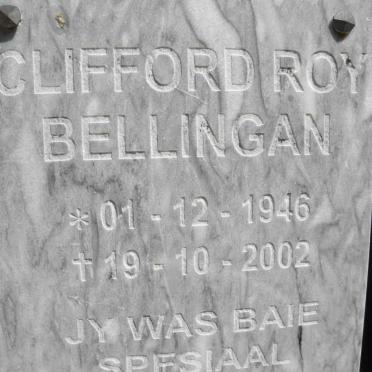 CLIFFORD ROY
BELLINGAN
* 01 - 12 - 1946
† 19 - 10 - 2002
JY WAS BAIE
SPESIAAL